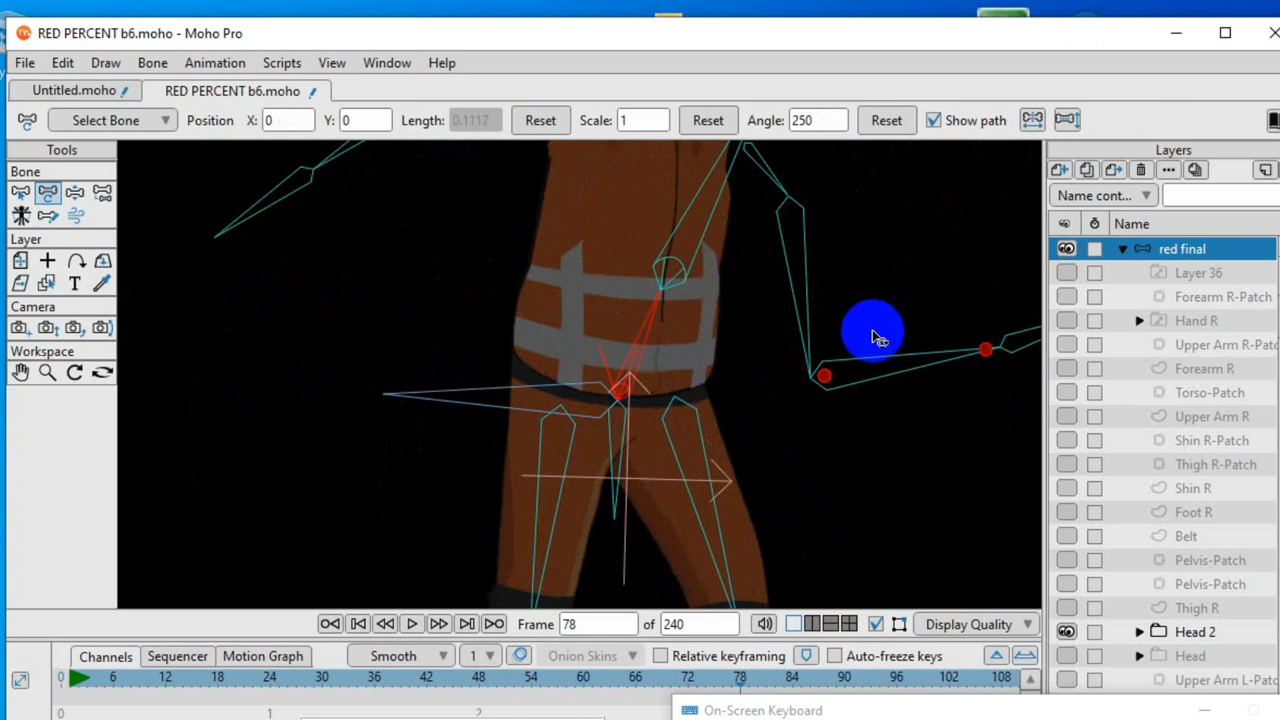 RED PERCENT b6.moho - Moho Pro
File Edit Draw Bone Animation Scripts View Window Help
Untitled.moho RED PERCENT b6.moho
Select Bone Position X: 0 Y: 0 Length: 0.1117 Reset Scale: 1 Reset Angle: 250 Reset Show path
Tools
Bone
Layer
T
Camera
Workspace
Layers
Name cont...
Name
red final
Layer 36
Forearm R-Patch
Hand R
Upper Arm R-Patc
Forearm R
Torso-Patch
Upper Arm R
Shin R-Patch
Thigh R-Patch
Shin R
Foot R
Belt
Pelvis-Patch
Pelvis-Patch
Thigh R
Head 2
Head
Upper Arm L-Patc
Frame 78 of 240 Display Quality
Channels Sequencer Motion Graph Smooth 1 Onion Skins Relative keyframing Auto-freeze keys
0 6 12 18 24 30 36 42 48 54 60 66 72 78 84 90 96 102 108
0 1 2
On-Screen Keyboard